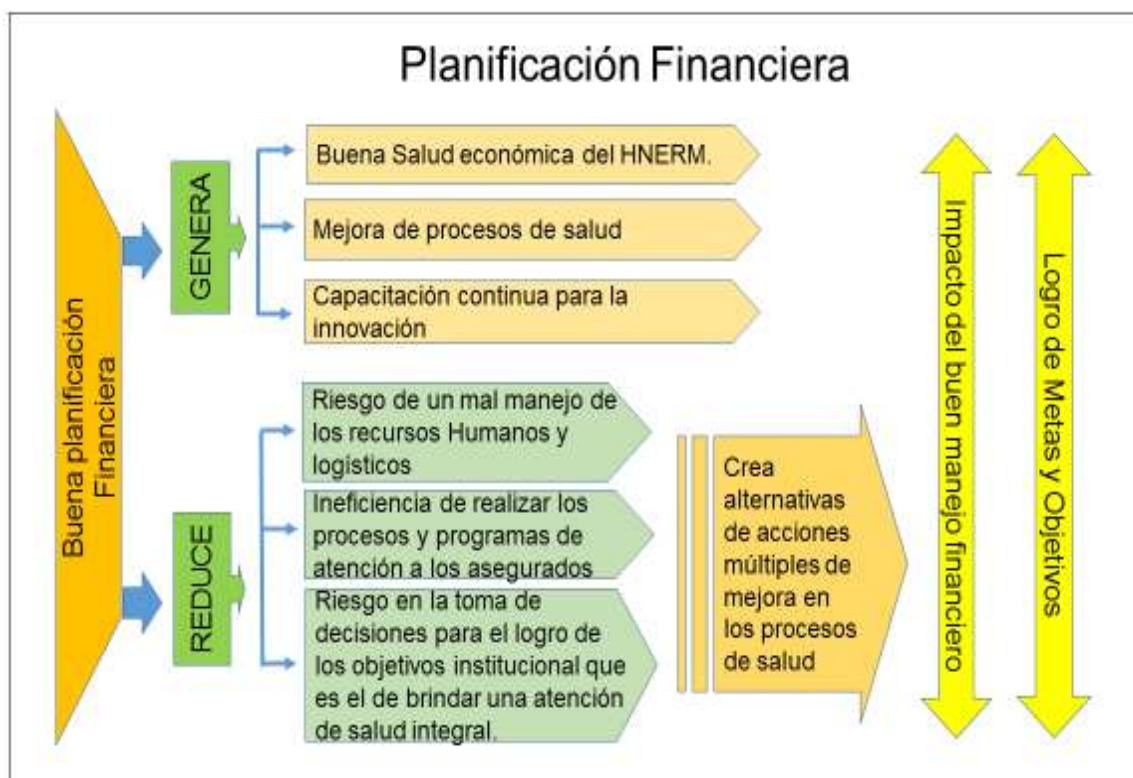 Planificación Financiera
Buena planificación
Financiera
GENERA
Buena Salud económica del HNERM.
Mejora de procesos de salud
Capacitación continua para la
innovación
REDUCE
Riesgo de un mal manejo de
los recursos Humanos y
logísticos
Ineficiencia de realizar los
procesos y programas de
atención a los asegurados
Riesgo en la toma de
decisiones para el logro de
los objetivos institucional que
es el de brindar una atención
de salud integral.
Crea
alternativas
de acciones
múltiples de
mejora en
los procesos
de salud
Impacto del buen manejo financiero
Logro de Metas y Objetivos